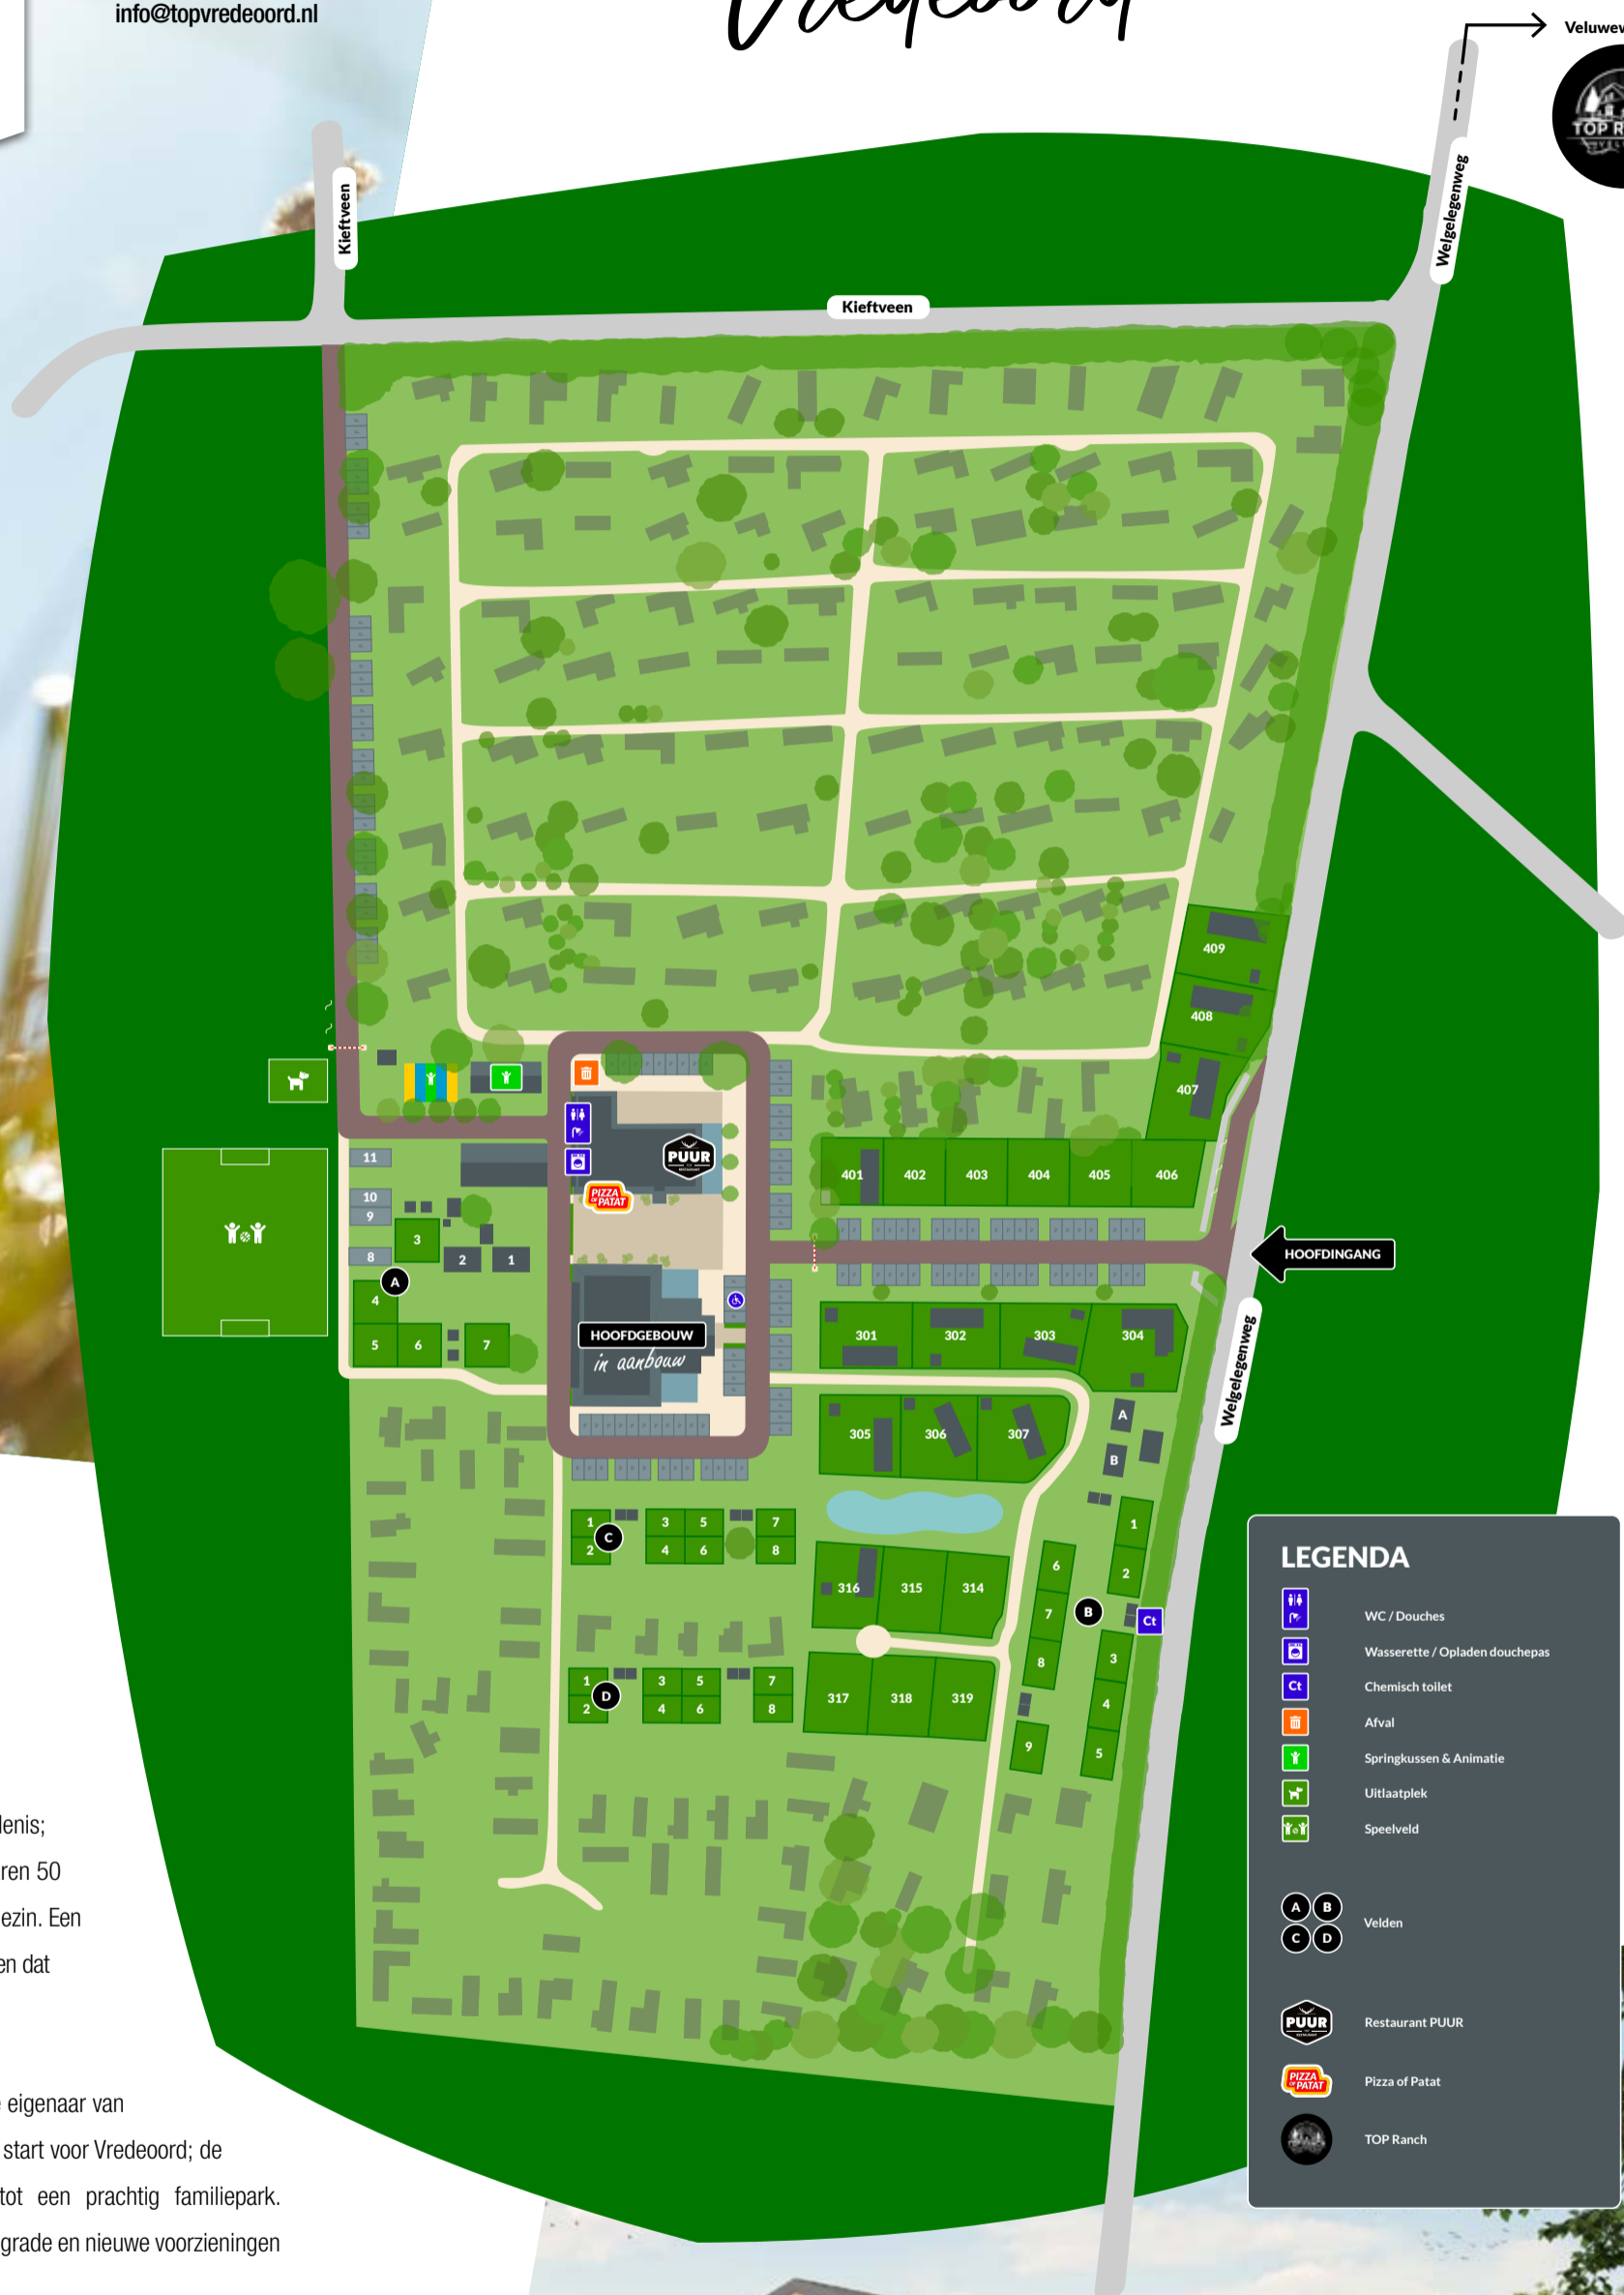 info@topvredeoord.nl
Vredeoord
TOP R
Kieftveen
Welgelegenweg
Kieftveen
409
408
407
401 402 403 404 405 406
PUUR
RESTAURANT
PIZZA
OF
PATAT
11
10
9
8
3
2 1
A
4
5 6 7
HOOFDINGANG
HOOFDGEBOUW
in aanbouw
301 302 303 304
Welgelegenweg
305 306 307
A
B
1 3 5 7
C
2 4 6 8
1
2
6
7
8
9
B
Ct
3
4
5
316 315 314
1 3 5 7
D
2 4 6 8
317 318 319
LEGENDA
WC / Douches
Wasserette / Opladen douchepas
Ct Chemisch toilet
Afval
Springkussen & Animatie
Uitlaatplek
Speelveld
A B
C D
Velden
PUUR
RESTAURANT
Restaurant PUUR
PIZZA
OF
PATAT
Pizza of Patat
TOP Ranch
ren 50
ezin. Een
en dat
eigenaar van
start voor Vredeoord; de
tot een prachtig familiepark.
grade en nieuwe voorzieningen